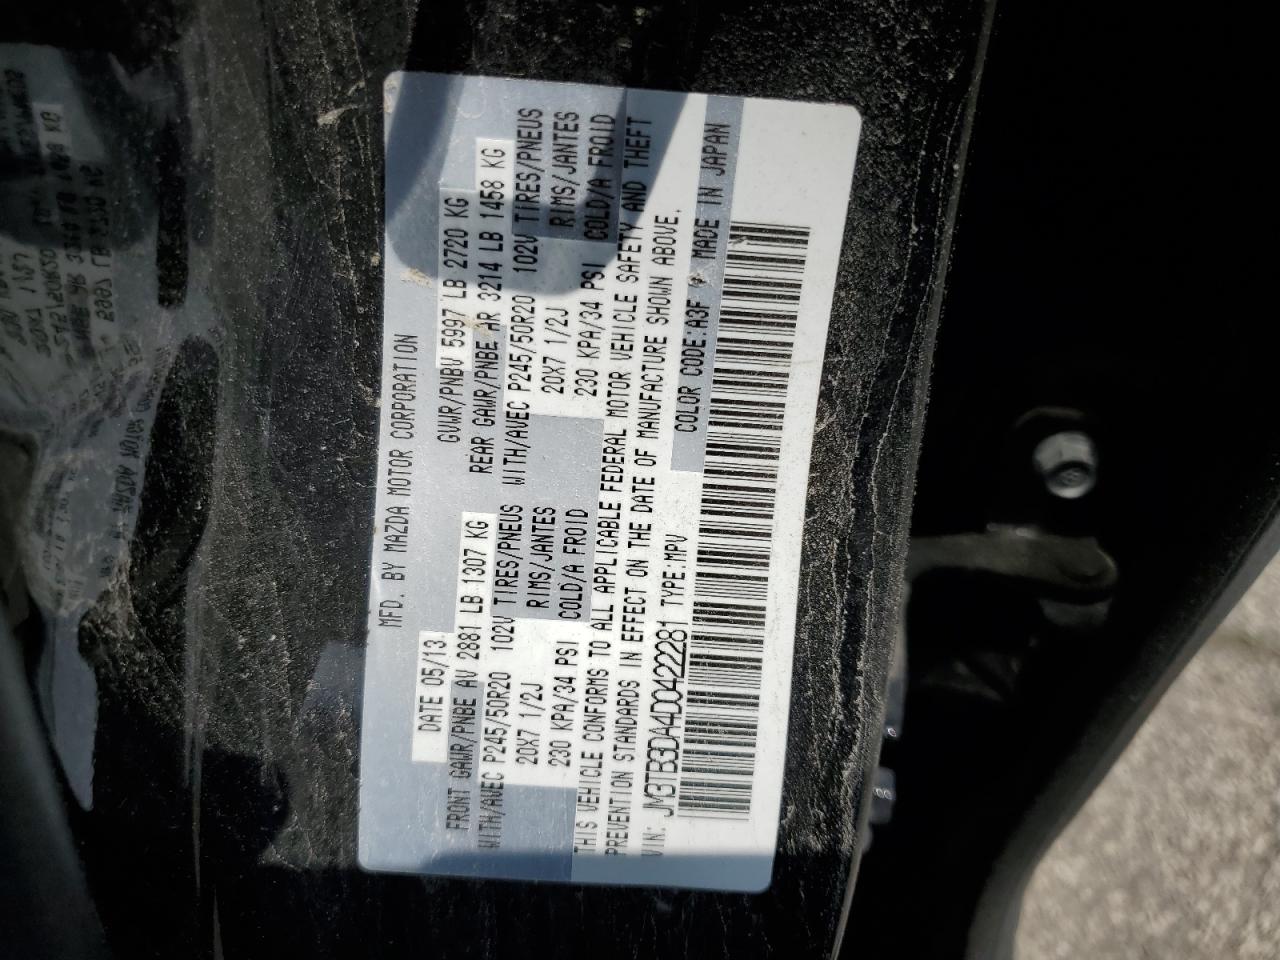 MFD. BY MAZDA MOTOR CORPORATION
DATE 05/13 GVWR/PNBV 5997 LB 2720 KG
FRONT GAWR/PNBE AV 2881 LB 1307 KG REAR GAWR/PNBE AR 3214 LB 1458 KG
WITH/AVEC P245/50R20 102V TIRES/PNEUS WITH/AVEC P245/50R20 102V TIRES/PNEUS
20X7 1/2J RIMS/JANTES 20X7 1/2J RIMS/JANTES
230 KPA/34 PSI COLD/A FROID 230 KPA/34 PSI COLD/A FROID
THIS VEHICLE CONFORMS TO ALL APPLICABLE FEDERAL MOTOR VEHICLE SAFETY AND THEFT
PREVENTION STANDARDS IN EFFECT ON THE DATE OF MANUFACTURE SHOWN ABOVE.
VIN: JM3TB3DA4D0422281 TYPE:MPV COLOR CODE:A3F MADE IN JAPAN